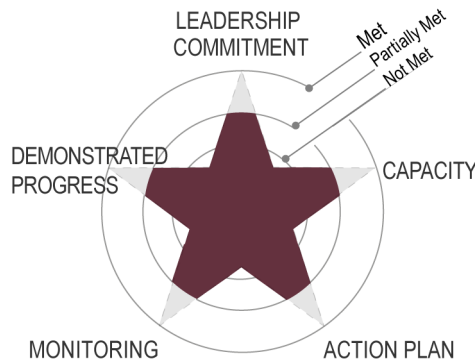 LEADERSHIP
COMMITMENT
Met
Partially Met
Not Met
DEMONSTRATED
PROGRESS
CAPACITY
MONITORING
ACTION PLAN